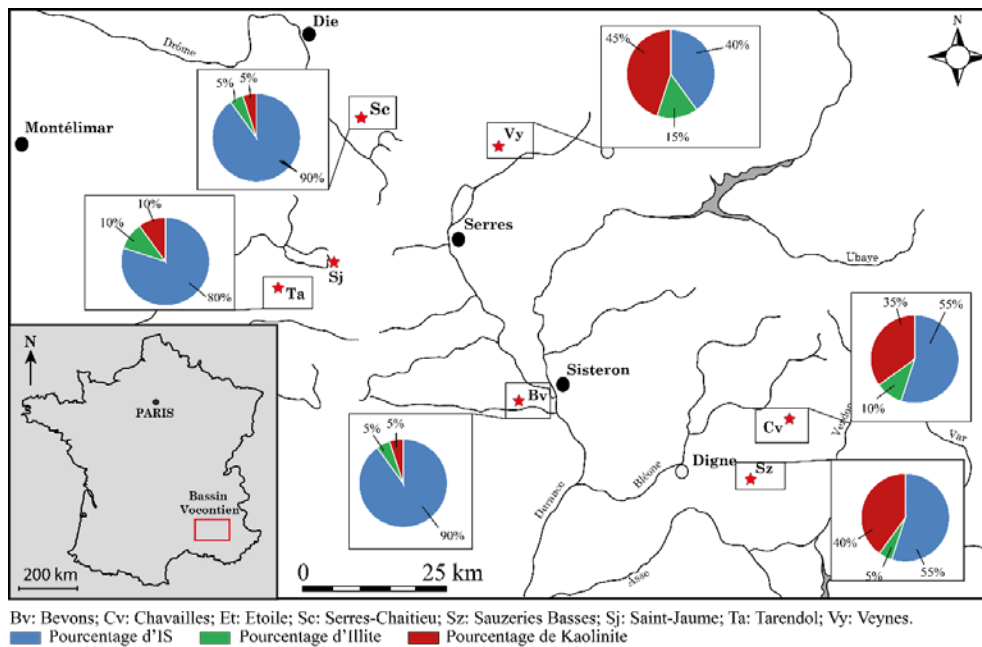 Die
N
Drôme
45%
40%
15%
5%
5%
Sc
90%
Montélimar
Vy
10%
10%
80%
Serres
Sj
Ta
Ubaye
35%
55%
10%
N
PARIS
Bassin
Vocontien
200 km
Sisteron
Bv
5%
5%
90%
Cv
Verdon
Var
Digne
Sz
Bléone
Durance
40%
5%
55%
Asse
0
25 km
Bv: Bevons; Cv: Chavailles; Et: Etoile; Sc: Serres-Chaitieu; Sz: Sauzeries Basses; Sj: Saint-Jaume; Ta: Tarendol; Vy: Veynes.
Pourcentage d'IS Pourcentage d'Illite Pourcentage de Kaolinite